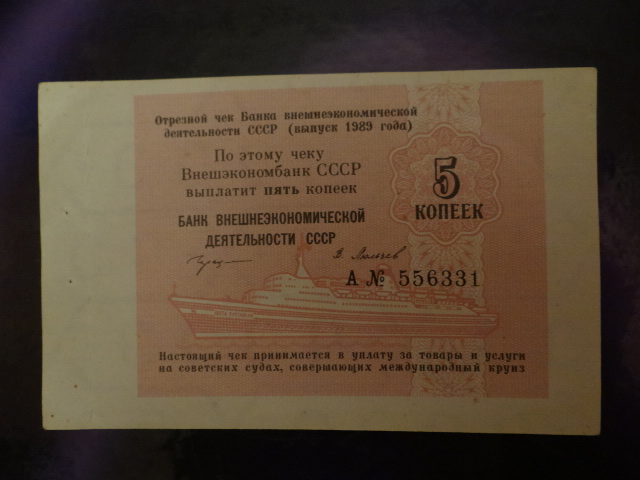 Отрезной чек Банка внешнеэкономической
деятельности СССР (выпуск 1989 года)
По этому чеку
Внешэкономбанк СССР
выплатит пять копеек
5
КОПЕЕК
БАНК ВНЕШНЕЭКОНОМИЧЕСКОЙ
ДЕЯТЕЛЬНОСТИ СССР
А № 556331
Настоящий чек принимается в уплату за товары и услуги
на советских судах, совершающих международный круиз